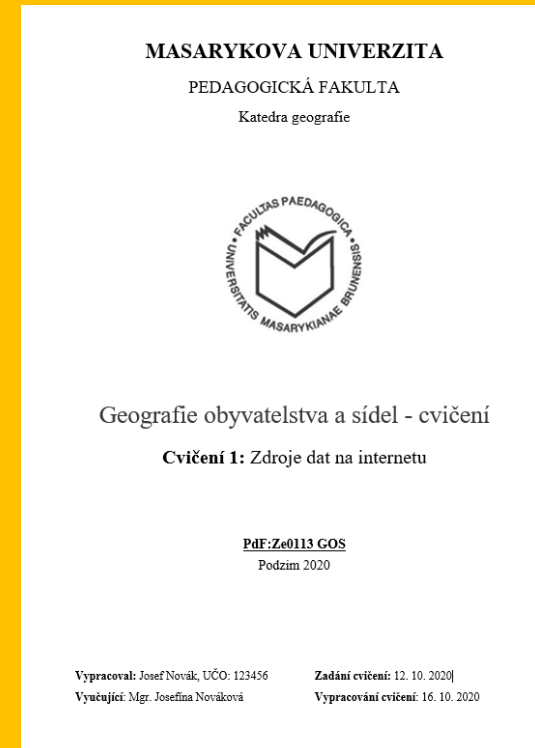 MASARYKOVA UNIVERZITA
PEDAGOGICKÁ FAKULTA
Katedra geografie
• FACULTAS PAEDAGOGICA •
UNIVERSITATIS MASARYKIANAE BRUNENSIS
Geografie obyvatelstva a sídel - cvičení
Cvičení 1: Zdroje dat na internetu
PdF:Ze0113 GOS
Podzim 2020
Vypracoval: Josef Novák, UČO: 123456 Zadání cvičení: 12. 10. 2020
Vyučující: Mgr. Josefína Nováková Vypracování cvičení: 16. 10. 2020